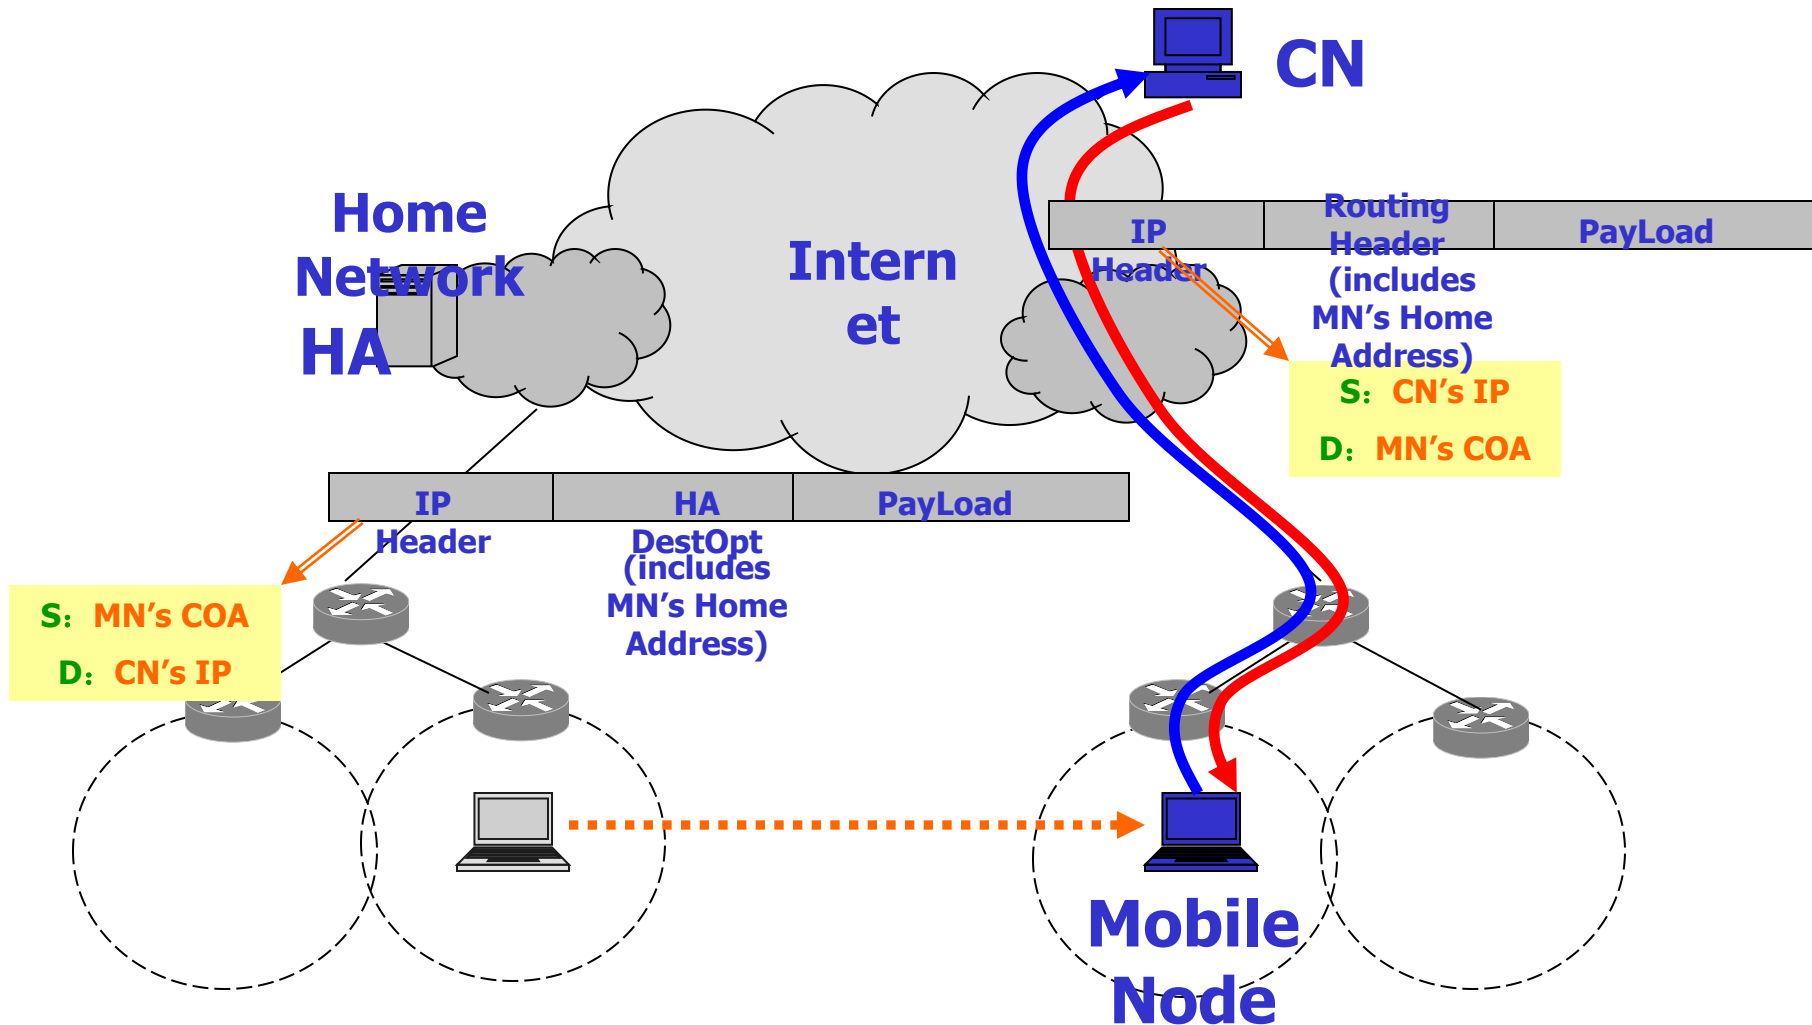 CN
Home
Network
HA
Intern
et
IP
Header
Routing
Header
(includes
MN's Home
Address)
PayLoad
S: CN's IP
D: MN's COA
IP
Header
HA
DestOpt
(includes
MN's Home
Address)
PayLoad
S: MN's COA
D: CN's IP
Mobile
Node